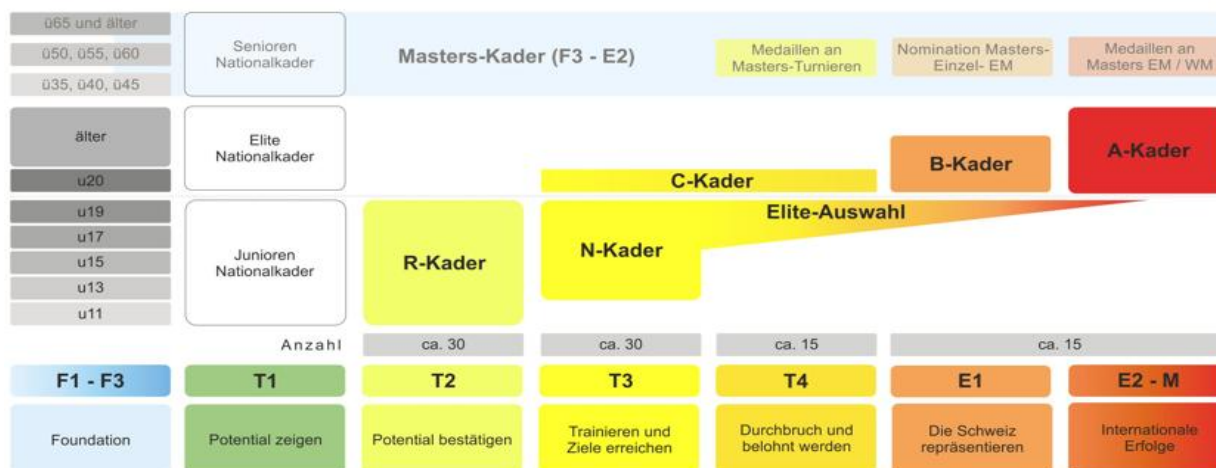 ü65 und älter
ü50, ü55, ü60
ü35, ü40, ü45
Senioren
Nationalkader
Masters-Kader (F3 - E2)
Medaillen an
Masters-Turnieren
Nomination Masters-
Einzel- EM
Medaillen an
Masters EM / WM
älter
u20
Elite
Nationalkader
C-Kader
B-Kader
A-Kader
u19
u17
u15
u13
u11
Junioren
Nationalkader
R-Kader
N-Kader
Elite-Auswahl
Anzahl
ca. 30
ca. 30
ca. 15
ca. 15
F1 - F3
T1
T2
T3
T4
E1
E2 - M
Foundation
Potential zeigen
Potential bestätigen
Trainieren und
Ziele erreichen
Durchbruch und
belohnt werden
Die Schweiz
repräsentieren
Internationale
Erfolge